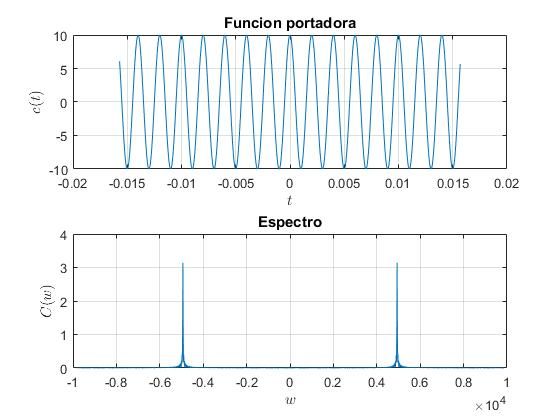 Funcion portadora
10
5
0
-5
-10
c(t)
-0.02 -0.015 -0.01 -0.005 0 0.005 0.01 0.015 0.02
t
Espectro
4
3
2
1
0
C(w)
-1 -0.8 -0.6 -0.4 -0.2 0 0.2 0.4 0.6 0.8 1
w
×10^4